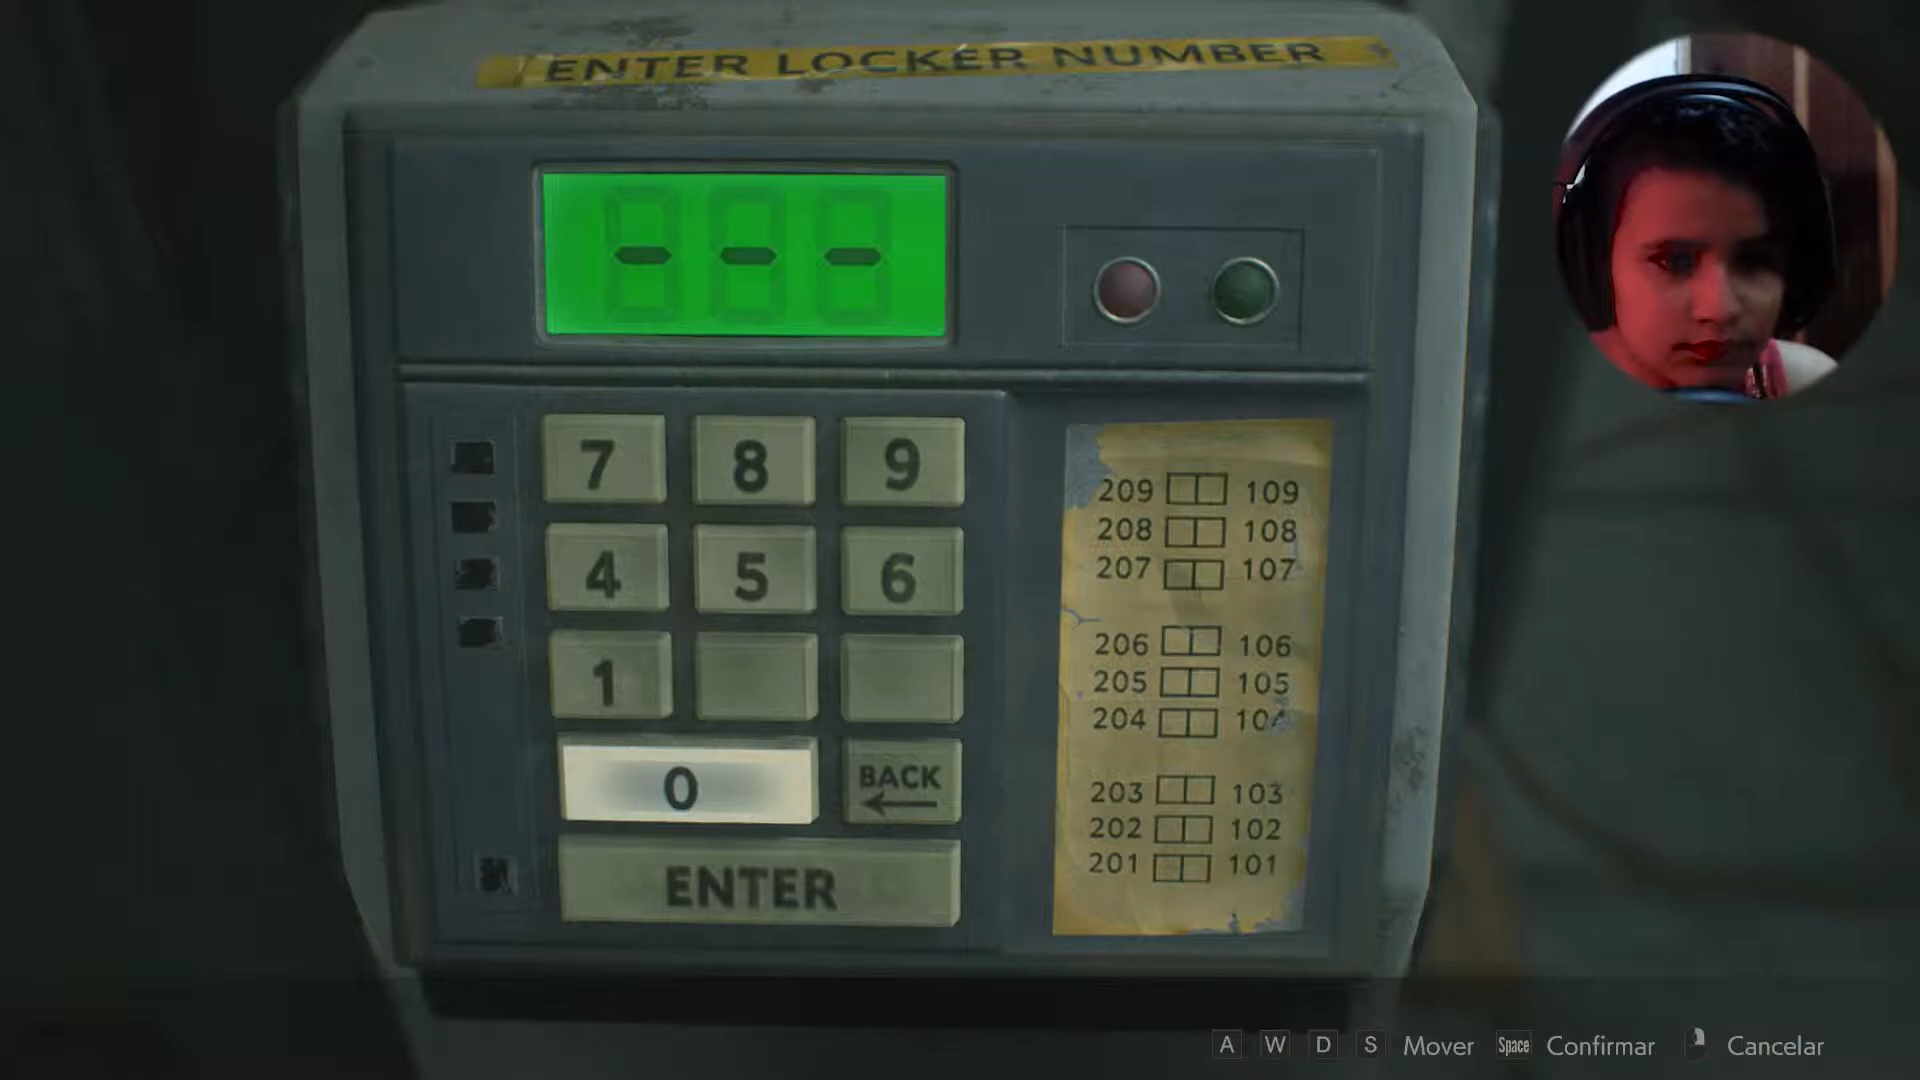 ENTER LOCKER NUMBER
- - -
7 8 9
4 5 6
1
0 BACK
ENTER
209 109
208 108
207 107
206 106
205 105
204 104
203 103
202 102
201 101
A W D S Mover Space Confirmar Cancelar